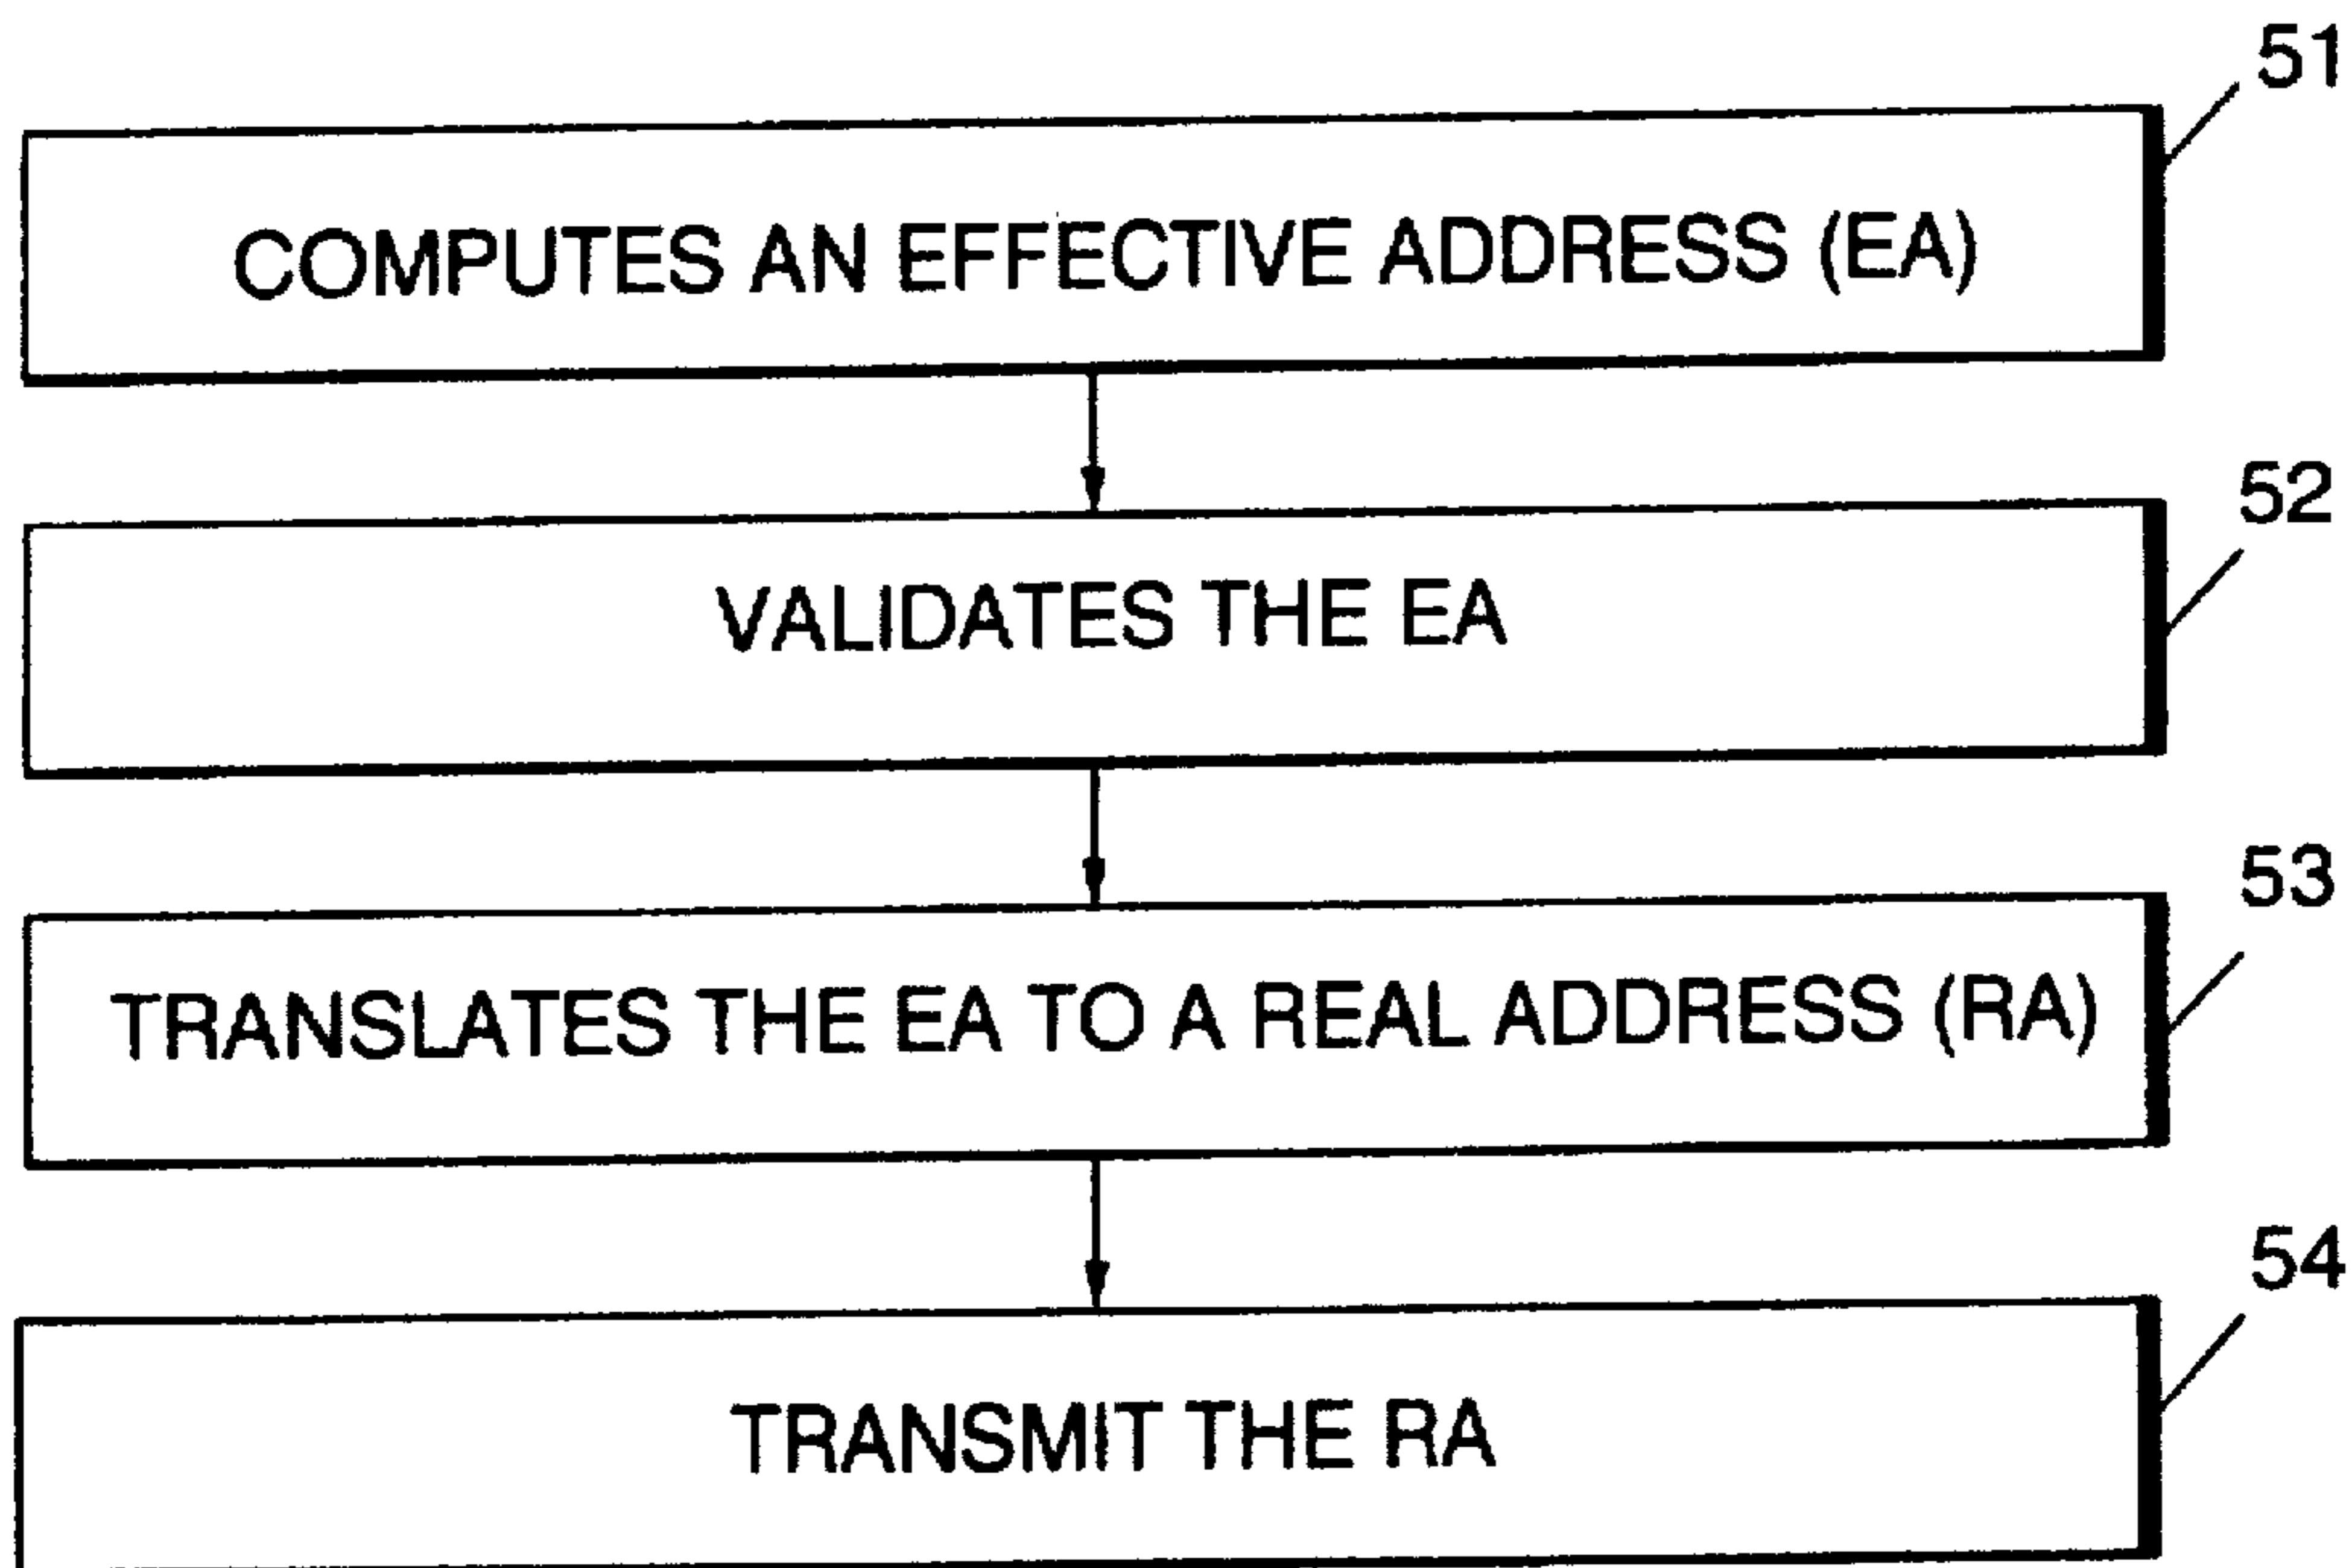 51
COMPUTES AN EFFECTIVE ADDRESS (EA)
52
VALIDATES THE EA
53
TRANSLATES THE EA TO A REAL ADDRESS (RA)
54
TRANSMIT THE RA